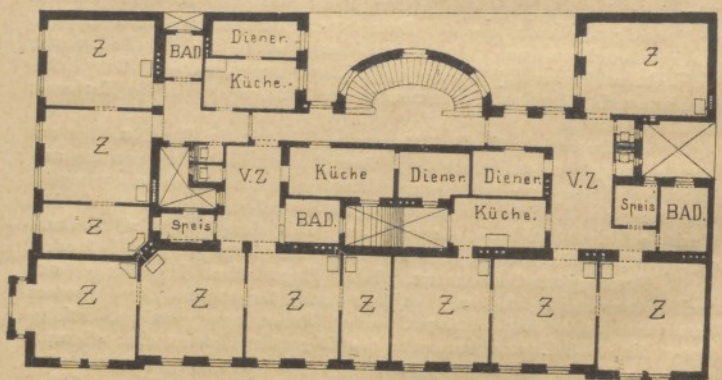 Z
BAD
Diener.
Küche.
Z
Z
V.Z
Küche
Diener.
Diener.
V.Z
Z
Speis
BAD.
Küche.
Speis
BAD.
Z
Z
Z
Z
Z
Z
Z